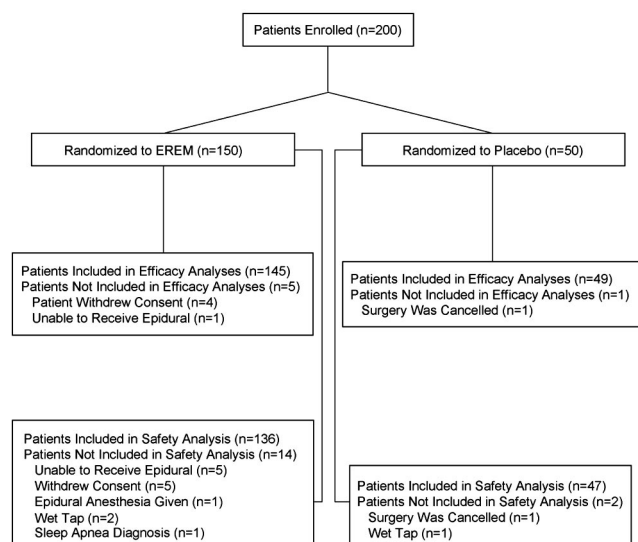 Patients Enrolled (n=200)
Randomized to EREM (n=150)
Randomized to Placebo (n=50)
Patients Included in Efficacy Analyses (n=145)
Patients Not Included in Efficacy Analyses (n=5)
Patient Withdrew Consent (n=4)
Unable to Receive Epidural (n=1)
Patients Included in Efficacy Analyses (n=49)
Patients Not Included in Efficacy Analyses (n=1)
Surgery Was Cancelled (n=1)
Patients Included in Safety Analysis (n=136)
Patients Not Included in Safety Analysis (n=14)
Unable to Receive Epidural (n=5)
Withdrew Consent (n=5)
Epidural Anesthesia Given (n=1)
Wet Tap (n=2)
Sleep Apnea Diagnosis (n=1)
Patients Included in Safety Analysis (n=47)
Patients Not Included in Safety Analysis (n=2)
Surgery Was Cancelled (n=1)
Wet Tap (n=1)